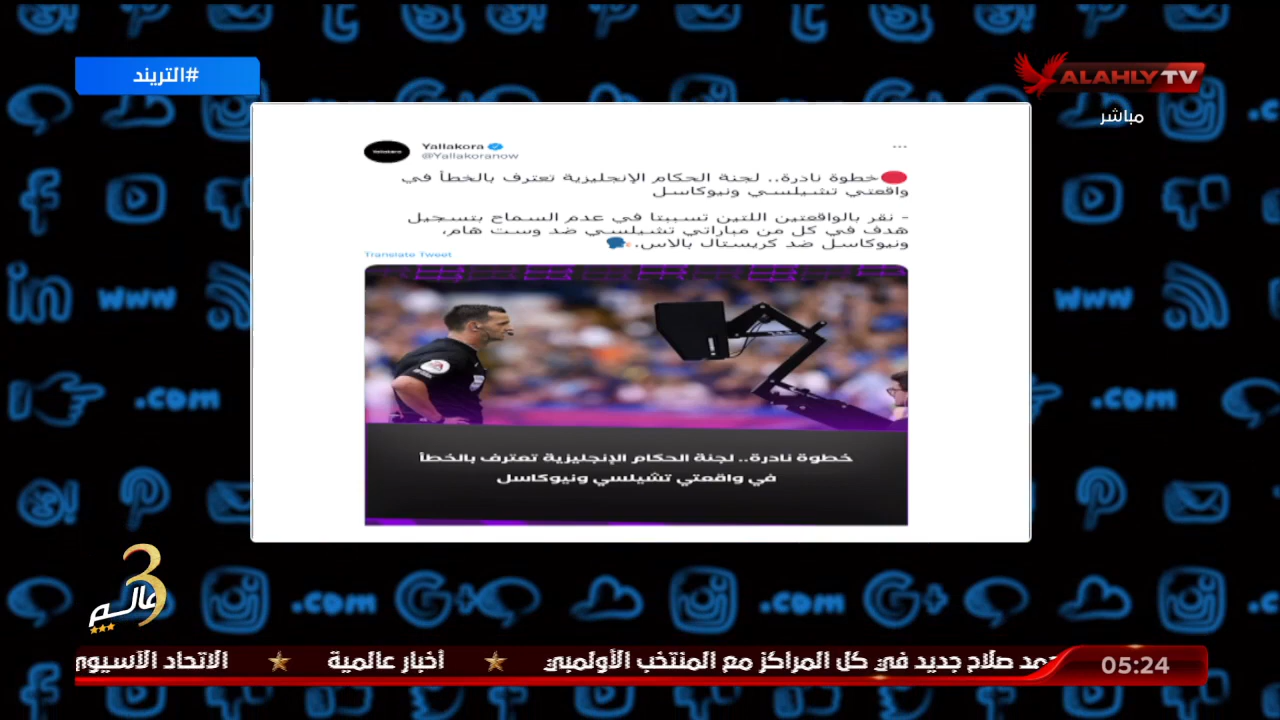 #التريند
ALAHLY TV
مباشر
Yallakora
@Yallakoranow
خطوة نادرة.. لجنة الحكام الإنجليزية تعترف بالخطأ في
واقعتي تشيلسي ونيوكاسل
- نقر بالواقعتين اللتين تسببتا في عدم السماح بتسجيل
هدف في كل من مباراتي تشيلسي ضد وست هام،
ونيوكاسل ضد كريستال بالاس.
Translate Tweet
خطوة نادرة.. لجنة الحكام الإنجليزية تعترف بالخطأ
في واقعتي تشيلسي ونيوكاسل
عالم 3
صلاح جديد في كل المراكز مع المنتخب الأولمبي ★ أخبار عالمية ★ الاتحاد الآسيوي
05:24